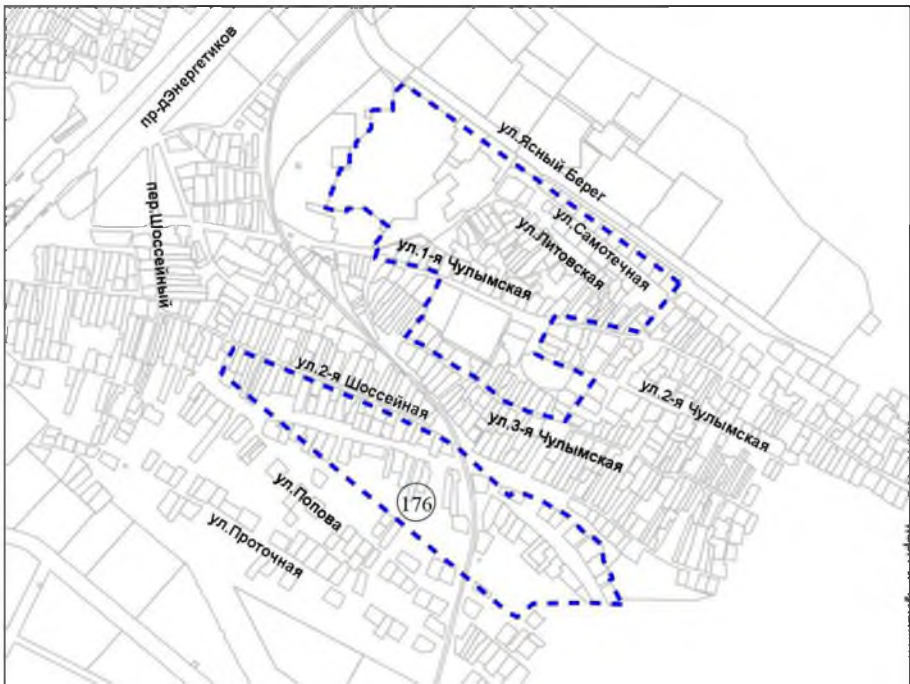 пр-дЭнергетиков
ул.Ясный Берег
пер.Шоссейный
ул.Самотечная
ул.Литовская
ул.1-я Чулымская
ул.2-я Шоссейная
ул.2-я Чулымская
ул.3-я Чулымская
ул.Попова
176
ул.Проточная